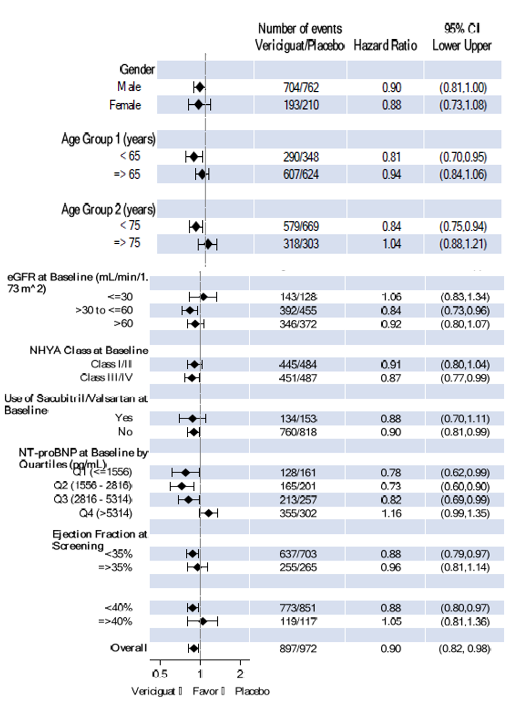 Number of events 95% CI
Vericiguat/Placebo Hazard Ratio Lower Upper
Gender
Male 704/762 0.90 (0.81,1.00)
Female 193/210 0.88 (0.73,1.08)
Age Group 1 (years)
< 65 290/348 0.81 (0.70,0.95)
=> 65 607/624 0.94 (0.84,1.06)
Age Group 2 (years)
< 75 579/669 0.84 (0.75,0.94)
=> 75 318/303 1.04 (0.88,1.21)
eGFR at Baseline (mL/min/1.
73 m^2)
<=30 143/128 1.06 (0.83,1.34)
>30 to <=60 392/455 0.84 (0.73,0.96)
>60 346/372 0.92 (0.80,1.07)
NHYA Class at Baseline
Class I/II 445/484 0.91 (0.80,1.04)
Class III/IV 451/487 0.87 (0.77,0.99)
Use of Sacubitril/Valsartan at
Baseline
Yes 134/153 0.88 (0.70,1.11)
No 760/818 0.90 (0.81,0.99)
NT-proBNP at Baseline by
Quartiles (pg/mL)
Q1 (<=1556) 128/161 0.78 (0.62,0.99)
Q2 (1556 - 2816) 165/201 0.73 (0.60,0.90)
Q3 (2816 - 5314) 213/257 0.82 (0.69,0.99)
Q4 (>5314) 355/302 1.16 (0.99,1.35)
Ejection Fraction at
Screening
<35% 637/703 0.88 (0.79,0.97)
=>35% 255/265 0.96 (0.81,1.14)
<40% 773/851 0.88 (0.80,0.97)
=>40% 119/117 1.05 (0.81,1.36)
Overall 897/972 0.90 (0.82, 0.98)
0.5 1 2
Vericiguat Favor Placebo